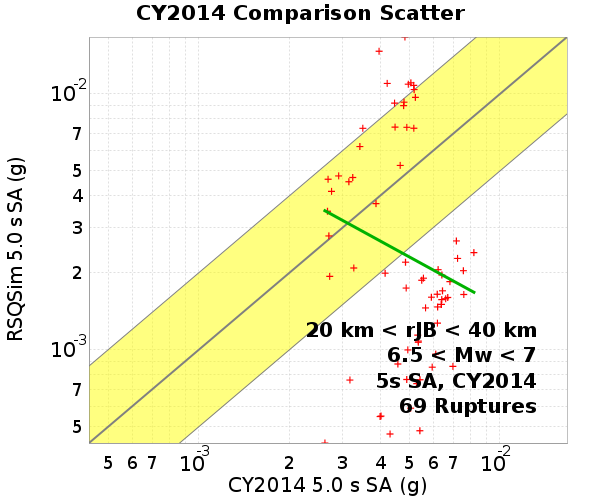 CY2014 Comparison Scatter
RSQSim 5.0 s SA (g)
10-2
7
5
4
3
2
10-3
7
5
20 km < rJB < 40 km
6.5 < Mw < 7
5s SA, CY2014
69 Ruptures
5 6 7 10-3 2 3 4 5 6 7 10-2
CY2014 5.0 s SA (g)